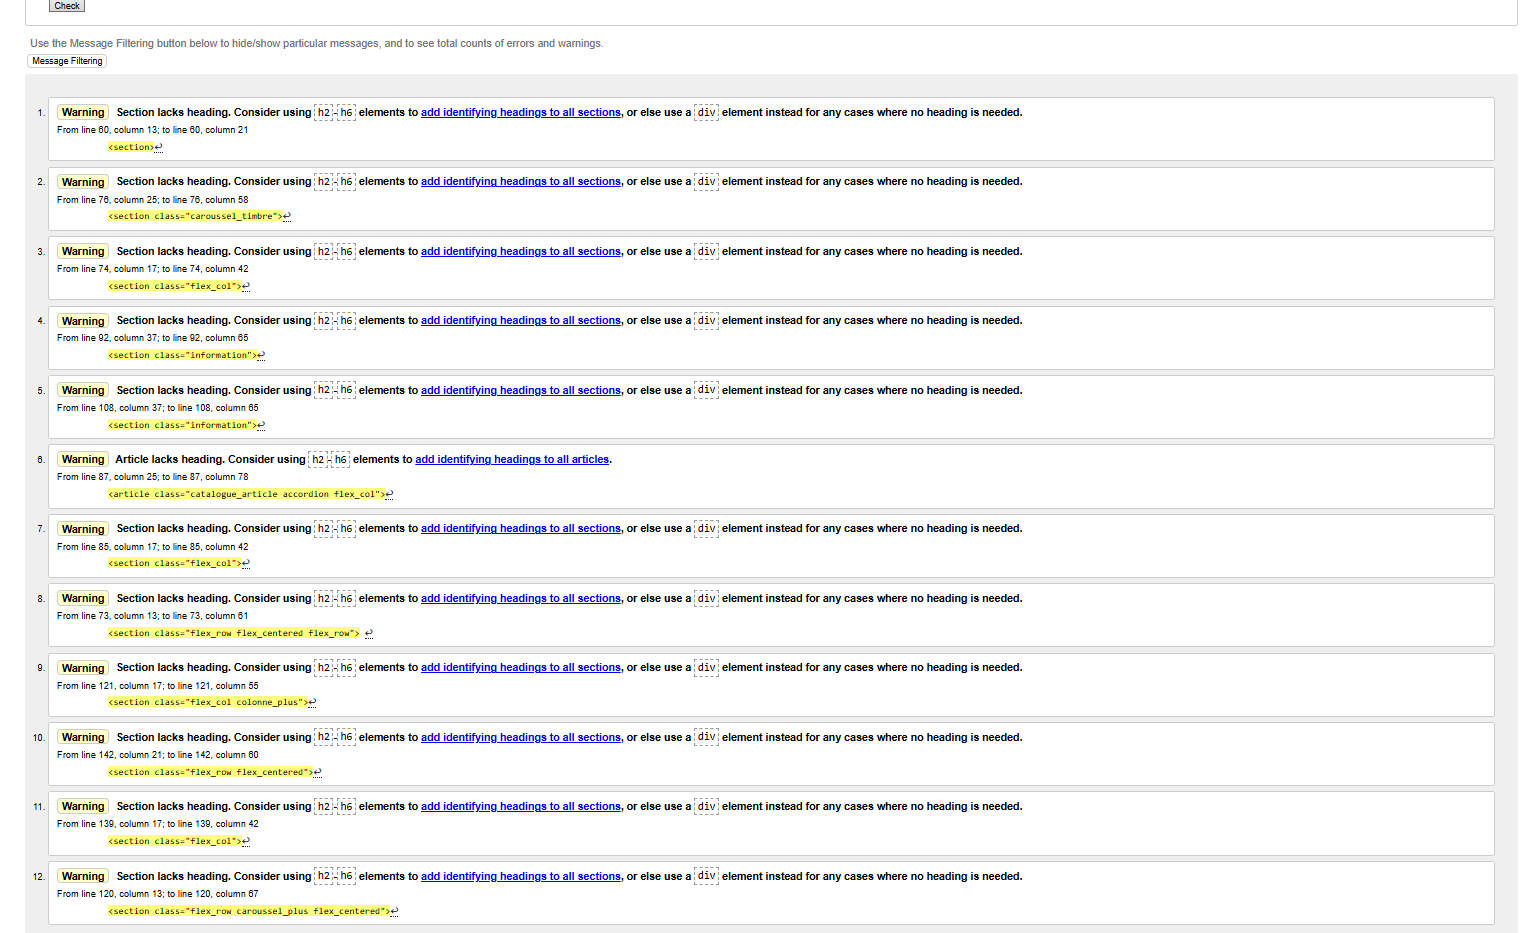 Check
Use the Message Filtering button below to hide/show particular messages, and to see total counts of errors and warnings.
Message Filtering
1. Warning Section lacks heading. Consider using h2-h6 elements to add identifying headings to all sections, or else use a div element instead for any cases where no heading is needed.
From line 60, column 13; to line 60, column 21
<section>↩
2. Warning Section lacks heading. Consider using h2-h6 elements to add identifying headings to all sections, or else use a div element instead for any cases where no heading is needed.
From line 76, column 25; to line 76, column 58
<section class="caroussel_timbre">↩
3. Warning Section lacks heading. Consider using h2-h6 elements to add identifying headings to all sections, or else use a div element instead for any cases where no heading is needed.
From line 74, column 17; to line 74, column 42
<section class="flex_col">↩
4. Warning Section lacks heading. Consider using h2-h6 elements to add identifying headings to all sections, or else use a div element instead for any cases where no heading is needed.
From line 92, column 37; to line 92, column 65
<section class="information">↩
5. Warning Section lacks heading. Consider using h2-h6 elements to add identifying headings to all sections, or else use a div element instead for any cases where no heading is needed.
From line 108, column 37; to line 108, column 65
<section class="information">↩
6. Warning Article lacks heading. Consider using h2-h6 elements to add identifying headings to all articles.
From line 87, column 25; to line 87, column 78
<article class="catalogue_article accordion flex_col">↩
7. Warning Section lacks heading. Consider using h2-h6 elements to add identifying headings to all sections, or else use a div element instead for any cases where no heading is needed.
From line 85, column 17; to line 85, column 42
<section class="flex_col">↩
8. Warning Section lacks heading. Consider using h2-h6 elements to add identifying headings to all sections, or else use a div element instead for any cases where no heading is needed.
From line 73, column 13; to line 73, column 61
<section class="flex_row flex_centered flex_row"> ↩
9. Warning Section lacks heading. Consider using h2-h6 elements to add identifying headings to all sections, or else use a div element instead for any cases where no heading is needed.
From line 121, column 17; to line 121, column 55
<section class="flex_col colonne_plus">↩
10. Warning Section lacks heading. Consider using h2-h6 elements to add identifying headings to all sections, or else use a div element instead for any cases where no heading is needed.
From line 142, column 21; to line 142, column 60
<section class="flex_row flex_centered">↩
11. Warning Section lacks heading. Consider using h2-h6 elements to add identifying headings to all sections, or else use a div element instead for any cases where no heading is needed.
From line 139, column 17; to line 139, column 42
<section class="flex_col">↩
12. Warning Section lacks heading. Consider using h2-h6 elements to add identifying headings to all sections, or else use a div element instead for any cases where no heading is needed.
From line 120, column 13; to line 120, column 67
<section class="flex_row caroussel_plus flex_centered">↩